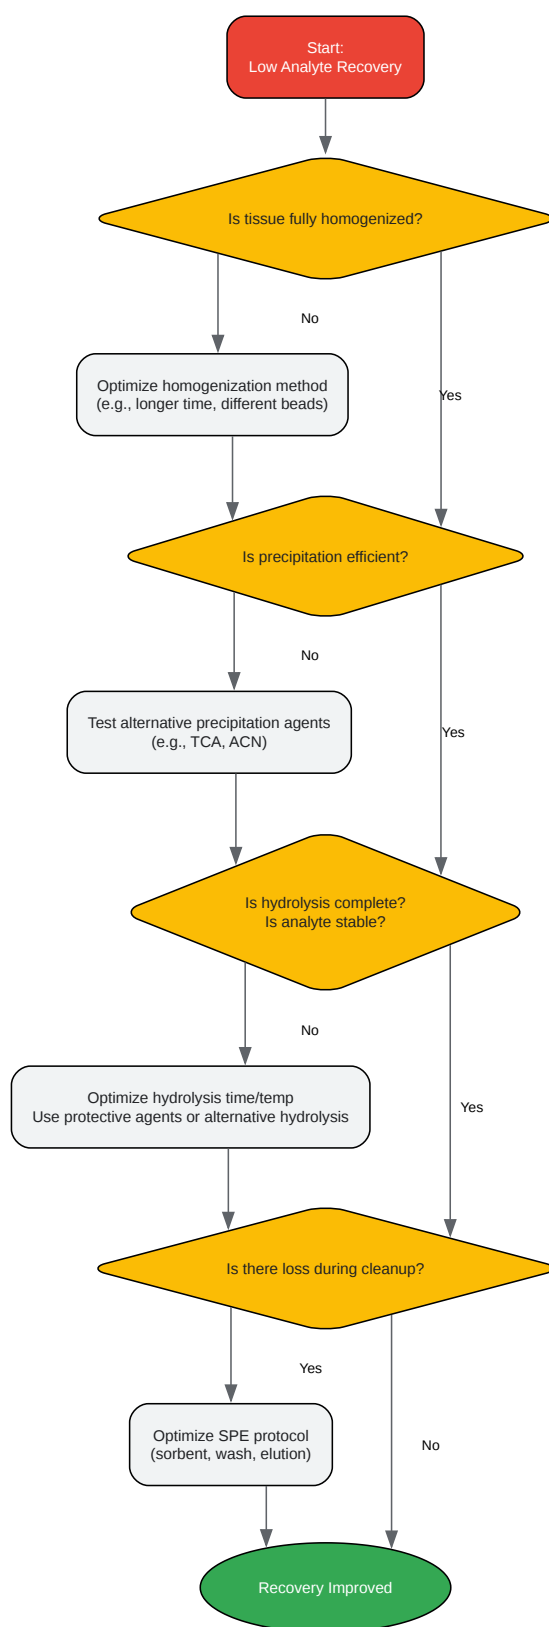 Start:
Low Analyte Recovery
Is tissue fully homogenized?
No
Optimize homogenization method
(e.g., longer time, different beads)
Yes
Is precipitation efficient?
No
Test alternative precipitation agents
(e.g., TCA, ACN)
Yes
Is hydrolysis complete?
Is analyte stable?
No
Optimize hydrolysis time/temp
Use protective agents or alternative hydrolysis
Yes
Is there loss during cleanup?
Yes
Optimize SPE protocol
(sorbent, wash, elution)
No
Recovery Improved